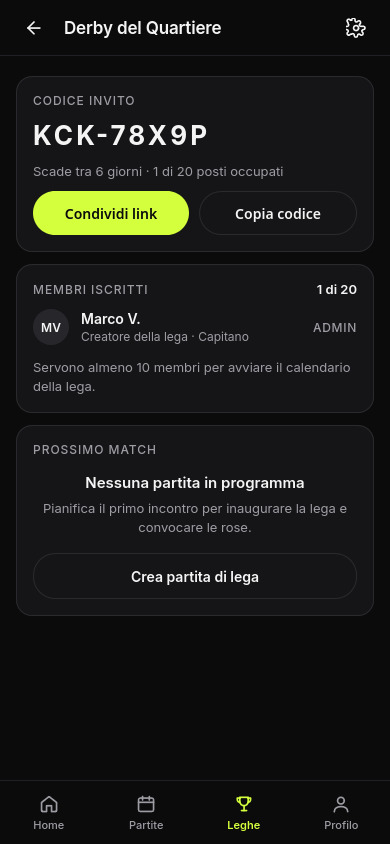 Derby del Quartiere
CODICE INVITO
KCK-78X9P
Scade tra 6 giorni · 1 di 20 posti occupati
Condividi link
Copia codice
MEMBRI ISCRITTI
1 di 20
MV
Marco V.
Creatore della lega · Capitano
ADMIN
Servono almeno 10 membri per avviare il calendario
della lega.
PROSSIMO MATCH
Nessuna partita in programma
Pianifica il primo incontro per inaugurare la lega e
convocare le rose.
Crea partita di lega
Home
Partite
Leghe
Profilo